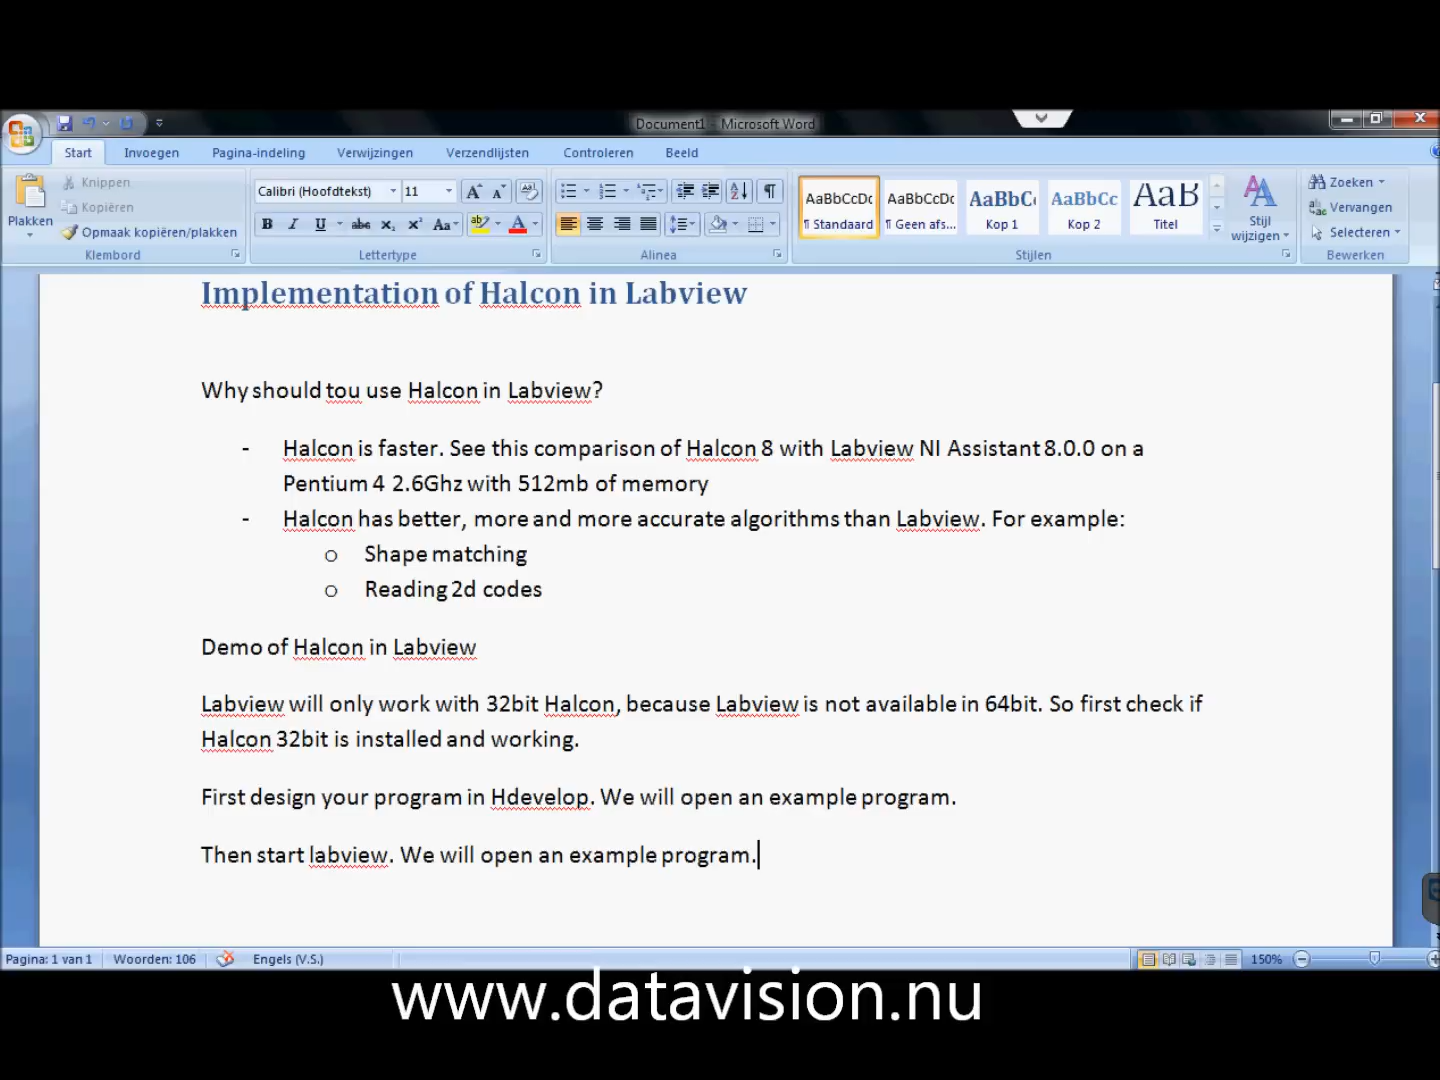 Document1 - Microsoft Word
Start Invoegen Pagina-indeling Verwijzingen Verzendlijsten Controleren Beeld
Plakken
Knippen
Kopiëren
Opmaak kopiëren/plakken
Klembord
Calibri (Hoofdtekst) 11
B I U abc x₂ x² Aa ab A
Lettertype
Alinea
AaBbCcDc AaBbCcDc AaBbC AaBbCc AaB
¶ Standaard ¶ Geen afs... Kop 1 Kop 2 Titel
Stijlen
Stijl wijzigen
Zoeken
Vervangen
Selecteren
Bewerken
Implementation of Halcon in Labview
Why should tou use Halcon in Labview?
- Halcon is faster. See this comparison of Halcon 8 with Labview NI Assistant 8.0.0 on a
Pentium 4 2.6Ghz with 512mb of memory
- Halcon has better, more and more accurate algorithms than Labview. For example:
o Shape matching
o Reading 2d codes
Demo of Halcon in Labview
Labview will only work with 32bit Halcon, because Labview is not available in 64bit. So first check if
Halcon 32bit is installed and working.
First design your program in Hdevelop. We will open an example program.
Then start labview. We will open an example program.
Pagina: 1 van 1 Woorden: 106 Engels (V.S.) 150%
www.datavision.nu